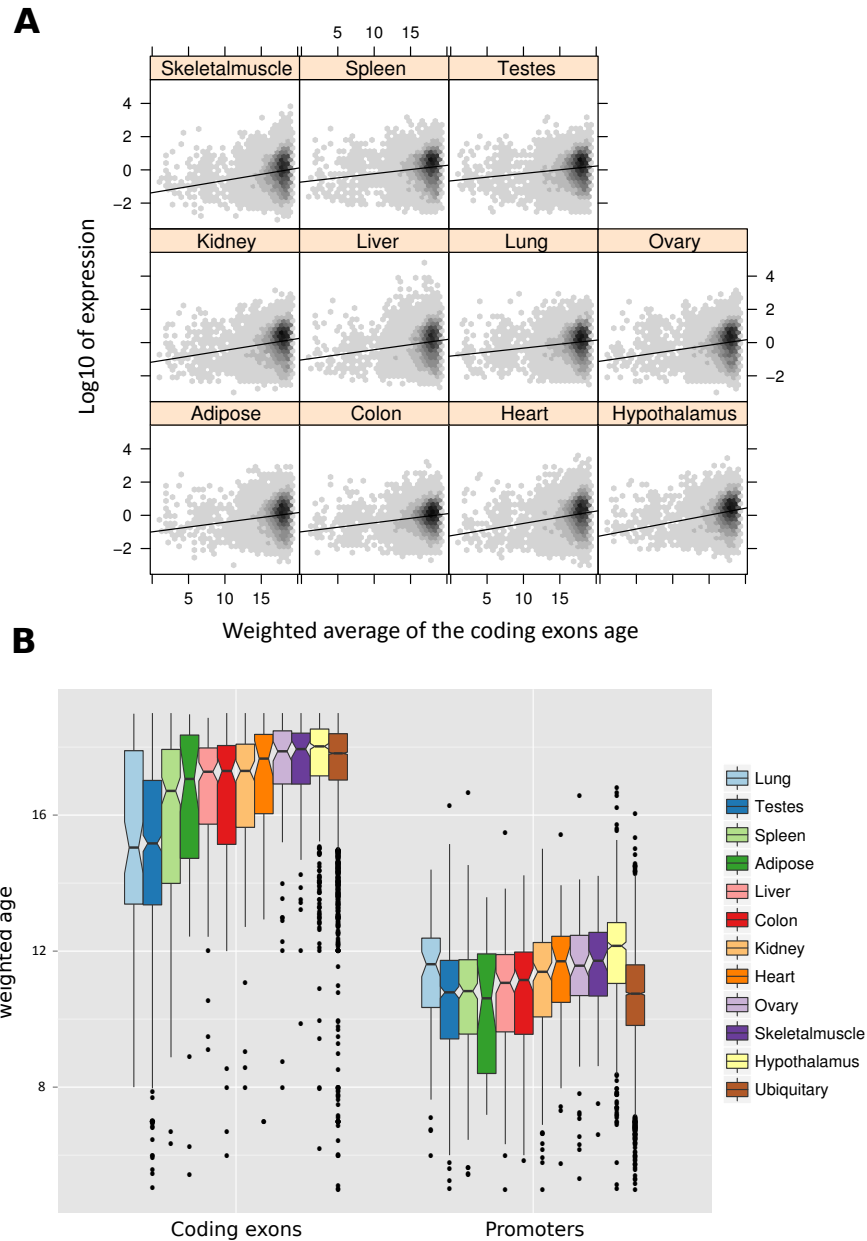 A
5 10 15
Skeletalmuscle Spleen Testes
4
2
0
−2
Kidney Liver Lung Ovary
4
2
0
−2
Adipose Colon Heart Hypothalamus
4
2
0
−2
5 10 15 5 10 15
Log10 of expression
Weighted average of the coding exons age
B
weighted age
16
12
8
Coding exons Promoters
Lung
Testes
Spleen
Adipose
Liver
Colon
Kidney
Heart
Ovary
Skeletalmuscle
Hypothalamus
Ubiquitary